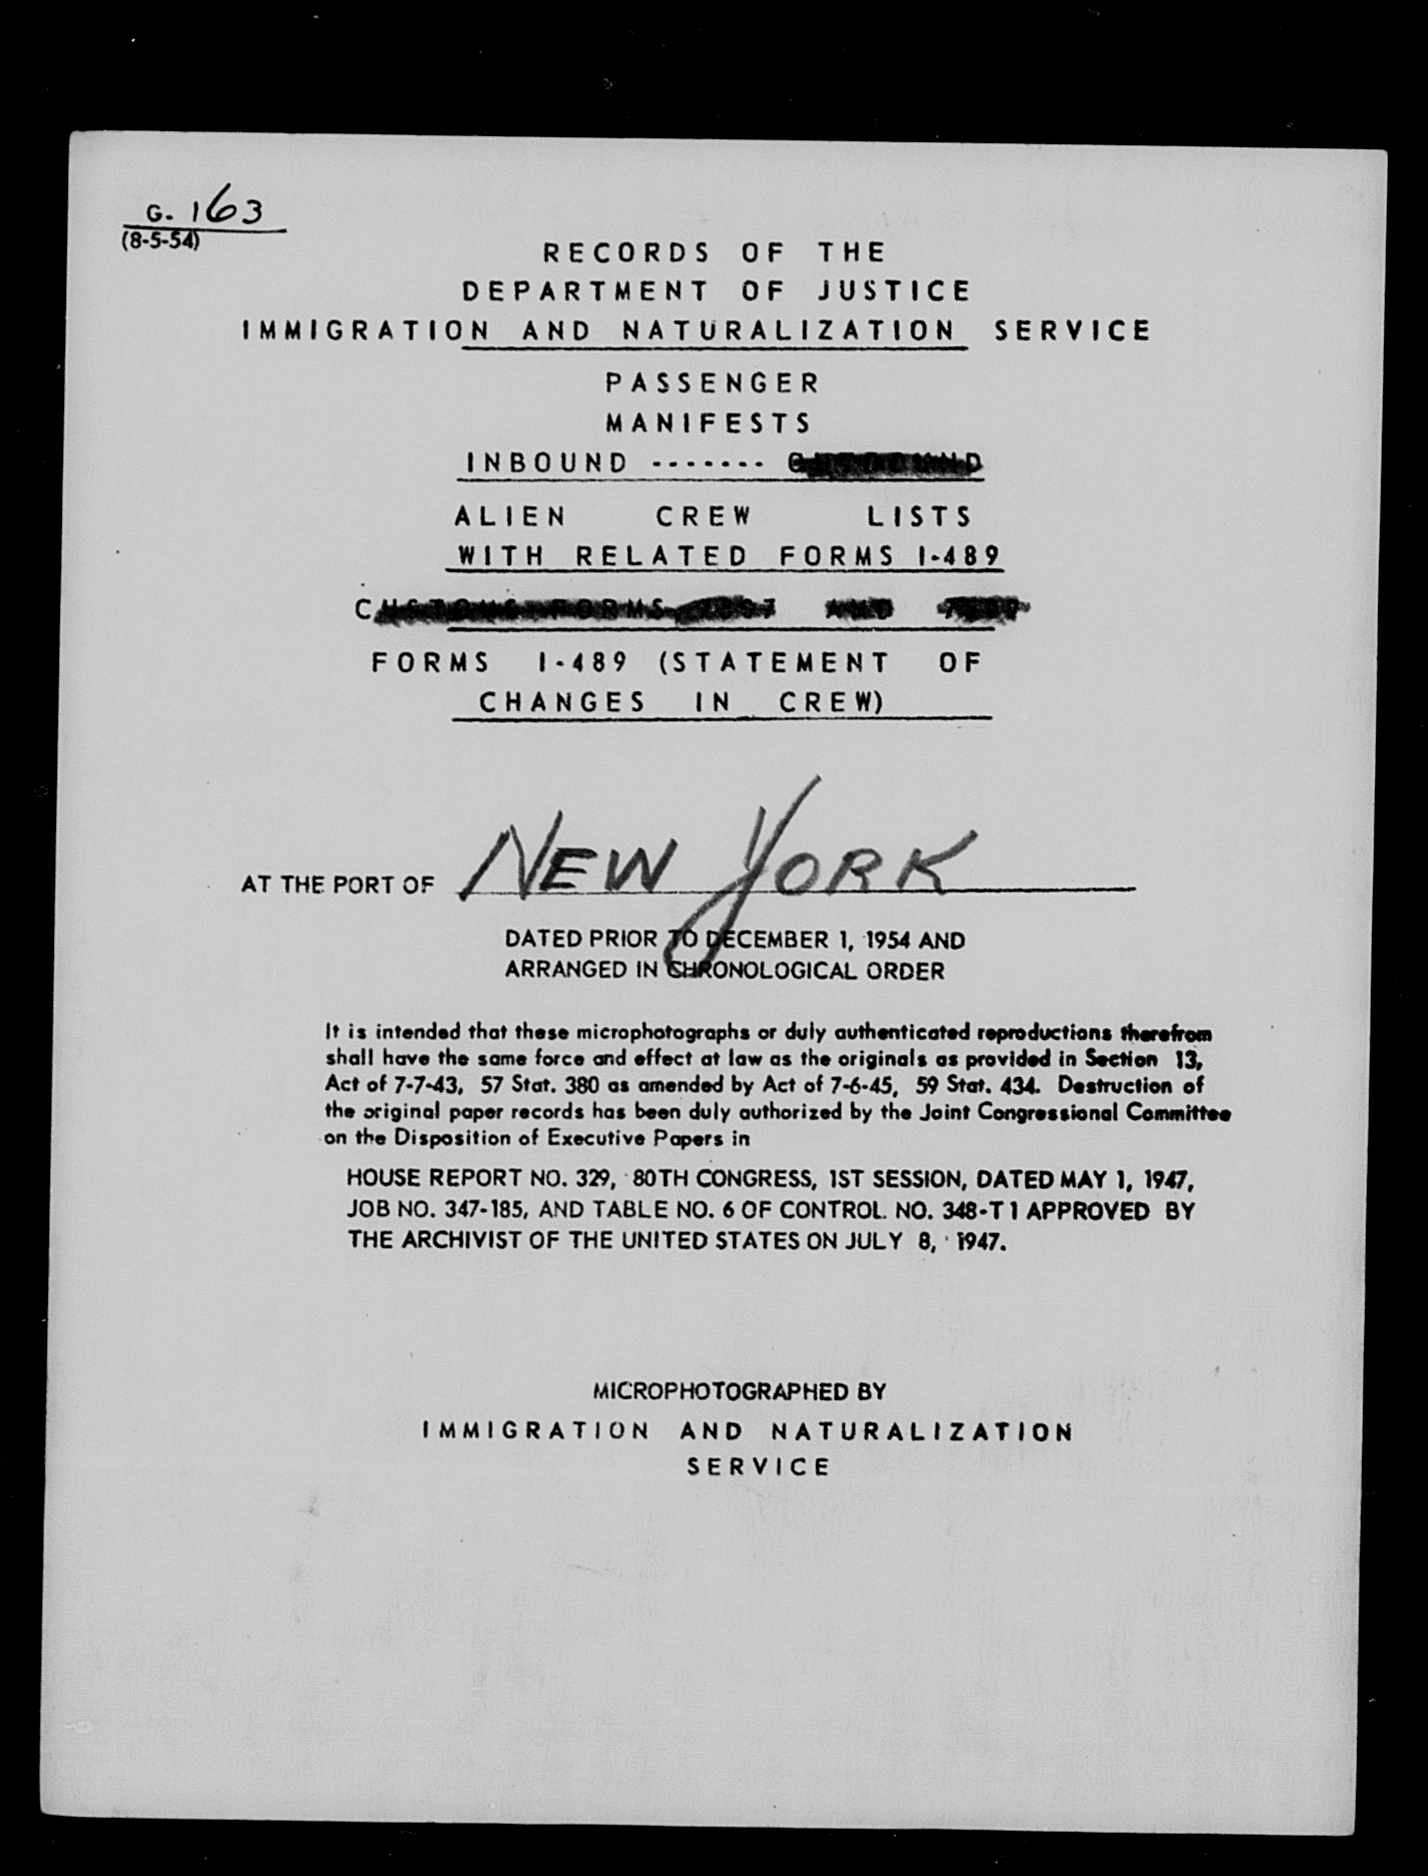 G- 163
(8-5-54)
RECORDS OF THE
DEPARTMENT OF JUSTICE
IMMIGRATION AND NATURALIZATION SERVICE
PASSENGER
MANIFESTS
INBOUND -------
ALIEN CREW LISTS
WITH RELATED FORMS I-489
CUSTOMS FORMS AND
FORMS I-489 (STATEMENT OF
CHANGES IN CREW)
AT THE PORT OF NEW YORK
DATED PRIOR TO DECEMBER 1, 1954 AND
ARRANGED IN CHRONOLOGICAL ORDER
It is intended that these microphotographs or duly authenticated reproductions therefrom
shall have the same force and effect at law as the originals as provided in Section 13,
Act of 7-7-43, 57 Stat. 380 as amended by Act of 7-6-45, 59 Stat. 434. Destruction of
the original paper records has been duly authorized by the Joint Congressional Committee
on the Disposition of Executive Papers in
HOUSE REPORT NO. 329, 80TH CONGRESS, 1ST SESSION, DATED MAY 1, 1947,
JOB NO. 347-185, AND TABLE NO. 6 OF CONTROL NO. 348-T1 APPROVED BY
THE ARCHIVIST OF THE UNITED STATES ON JULY 8, 1947.
MICROPHOTOGRAPHED BY
IMMIGRATION AND NATURALIZATION
SERVICE